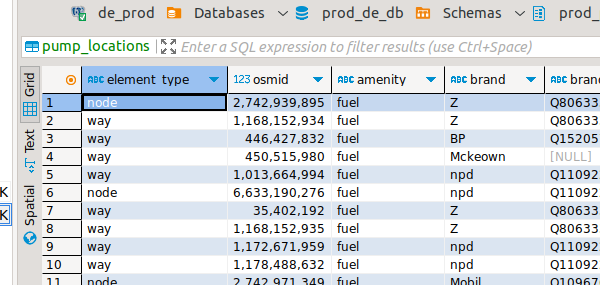 de_prod Databases prod_de_db Schemas prod_
pump_locations Enter a SQL expression to filter results (use Ctrl+Space)
Grid Text Spatial
K
K
ABC element_type 123 osmid ABC amenity ABC brand ABC bran
1 node 2,742,939,895 fuel Z Q80633
2 way 1,168,152,934 fuel Z Q80633
3 way 446,427,832 fuel BP Q15205
4 way 450,515,980 fuel Mckeown [NULL]
5 way 1,013,664,994 fuel npd Q11092
6 node 6,633,190,276 fuel npd Q11092
7 way 35,402,192 fuel Z Q80633
8 way 1,168,152,935 fuel Z Q80633
9 way 1,172,671,959 fuel npd Q11092
10 way 1,178,488,632 fuel npd Q11092
11 node 2,742,971,349 fuel Mobil Q10967